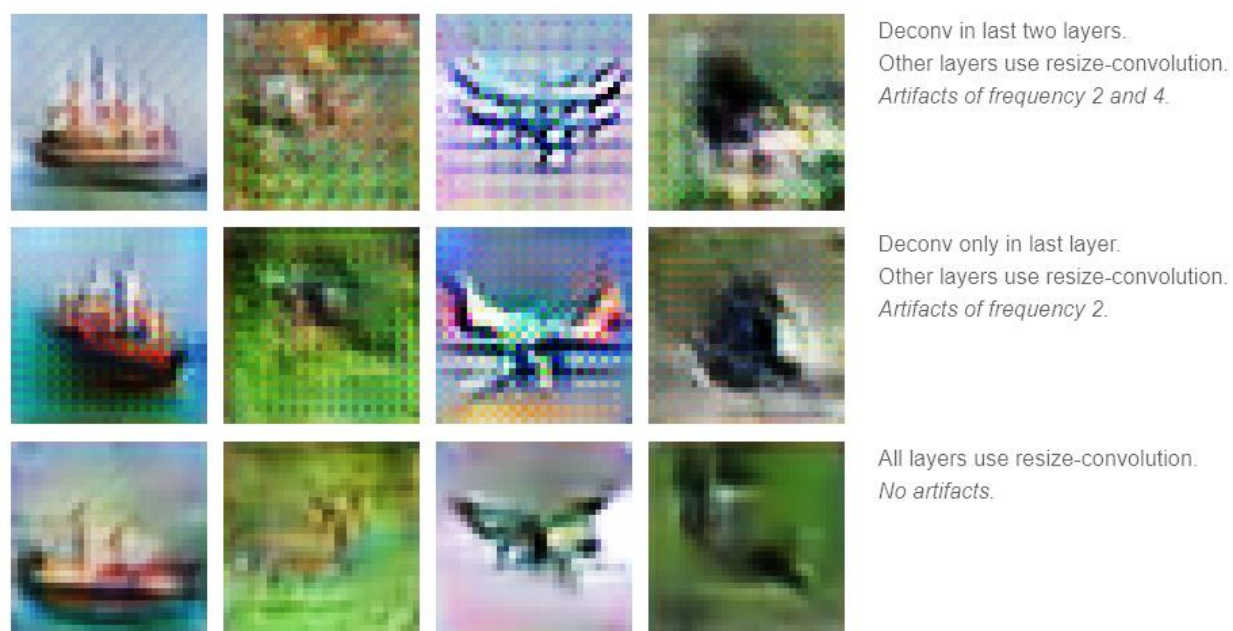 Deconv in last two layers.
Other layers use resize-convolution.
Artifacts of frequency 2 and 4.
Deconv only in last layer.
Other layers use resize-convolution.
Artifacts of frequency 2.
All layers use resize-convolution.
No artifacts.